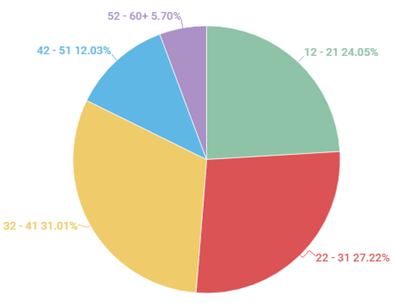 52 - 60+ 5.70%
42 - 51 12.03%
12 - 21 24.05%
32 - 41 31.01%
22 - 31 27.22%